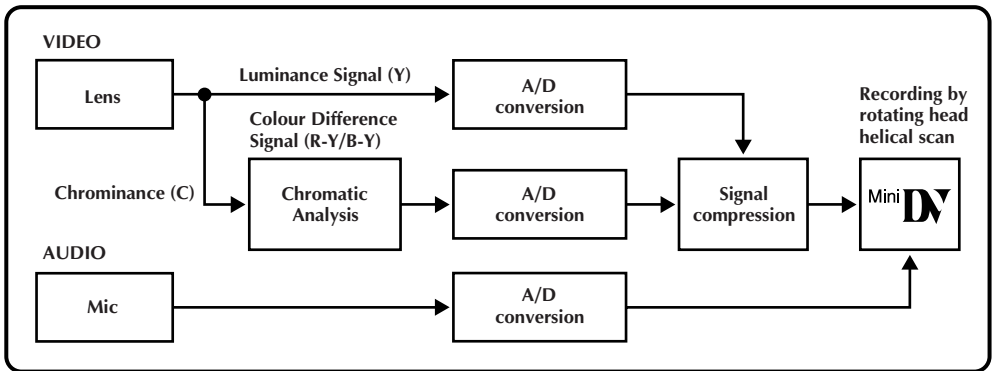 VIDEO
Lens
Luminance Signal (Y)
A/D
conversion
Colour Difference
Signal (R-Y/B-Y)
Chrominance (C)
Chromatic
Analysis
A/D
conversion
Signal
compression
Recording by
rotating head
helical scan
Mini DV
AUDIO
Mic
A/D
conversion